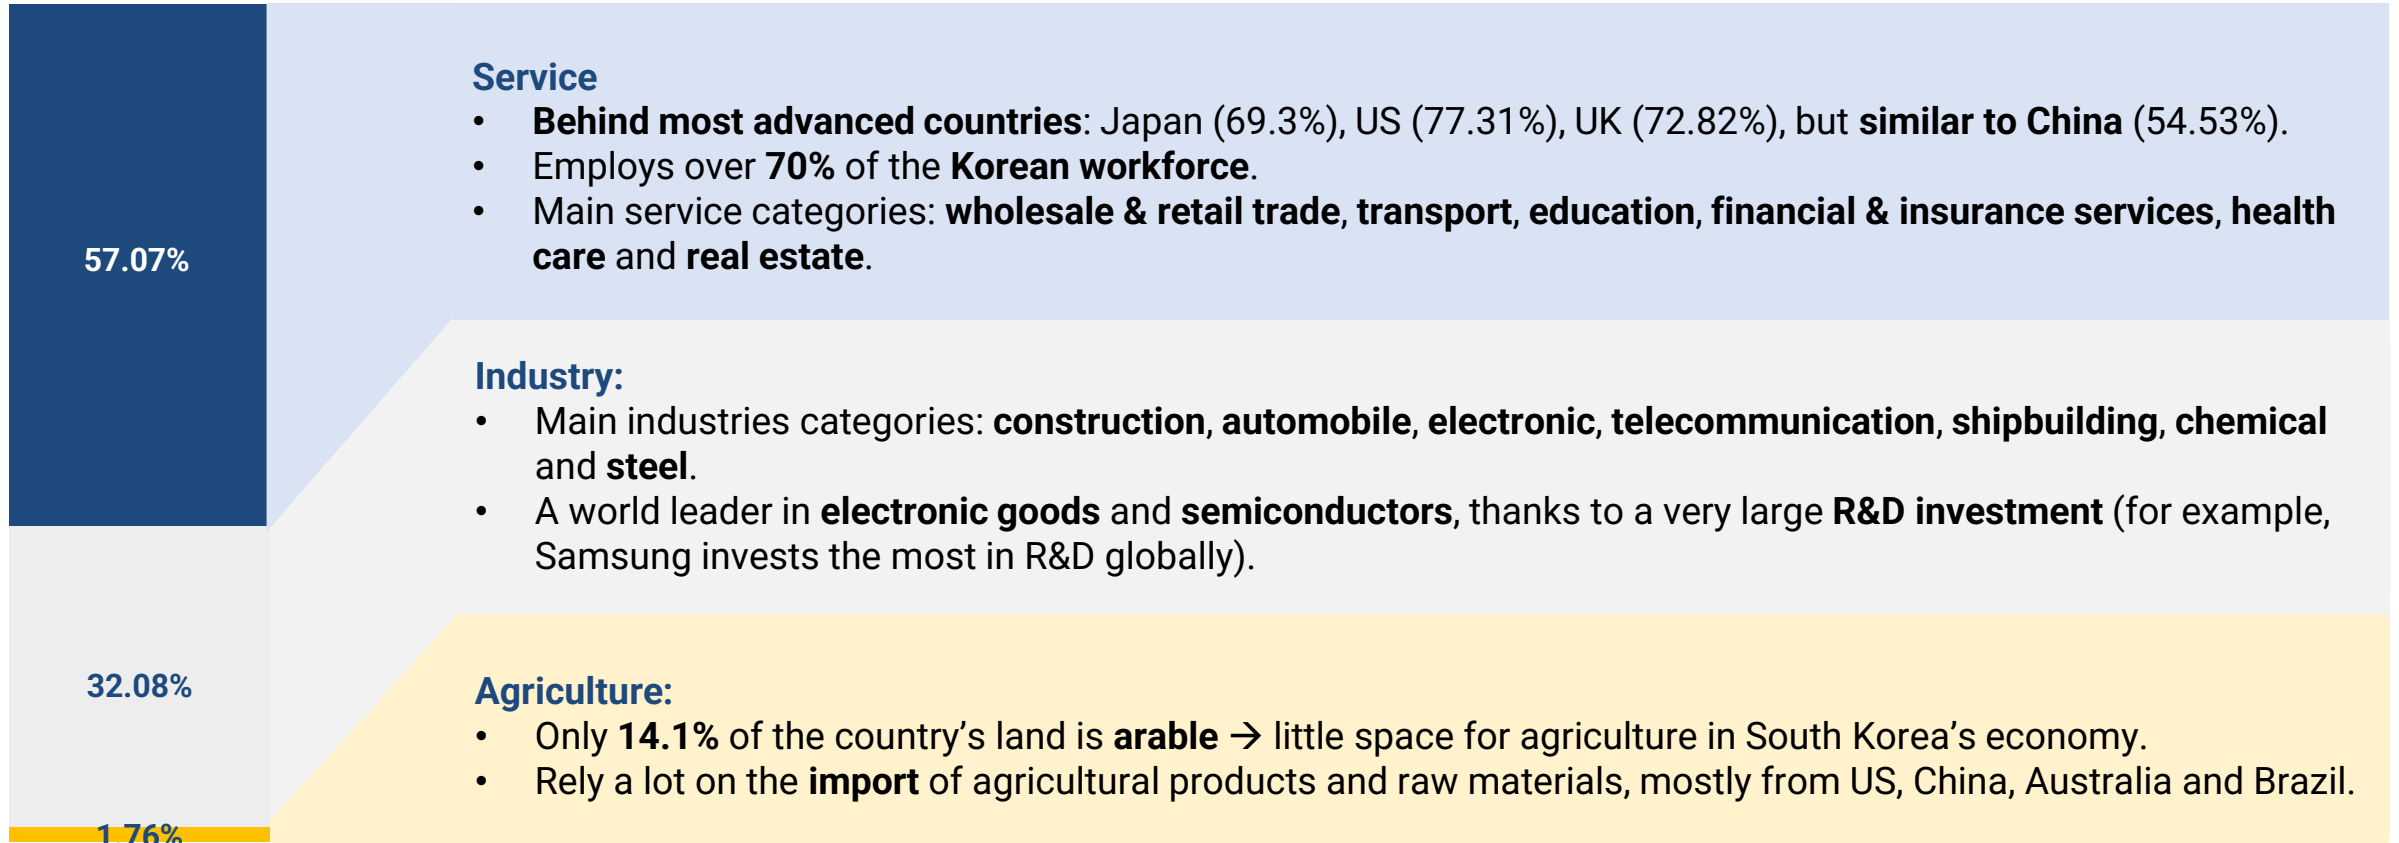 57.07%
Service
• Behind most advanced countries: Japan (69.3%), US (77.31%), UK (72.82%), but similar to China (54.53%).
• Employs over 70% of the Korean workforce.
• Main service categories: wholesale & retail trade, transport, education, financial & insurance services, health
care and real estate.
32.08%
Industry:
• Main industries categories: construction, automobile, electronic, telecommunication, shipbuilding, chemical
and steel.
• A world leader in electronic goods and semiconductors, thanks to a very large R&D investment (for example,
Samsung invests the most in R&D globally).
1.76%
Agriculture:
• Only 14.1% of the country’s land is arable → little space for agriculture in South Korea’s economy.
• Rely a lot on the import of agricultural products and raw materials, mostly from US, China, Australia and Brazil.